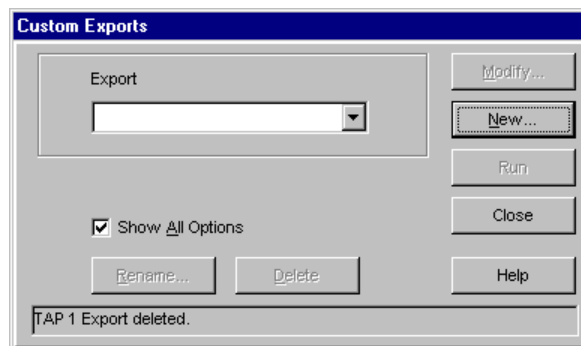 Custom Exports
Export
Modify...
New...
Run
Close
Show All Options
Rename...
Delete
Help
TAP 1 Export deleted.